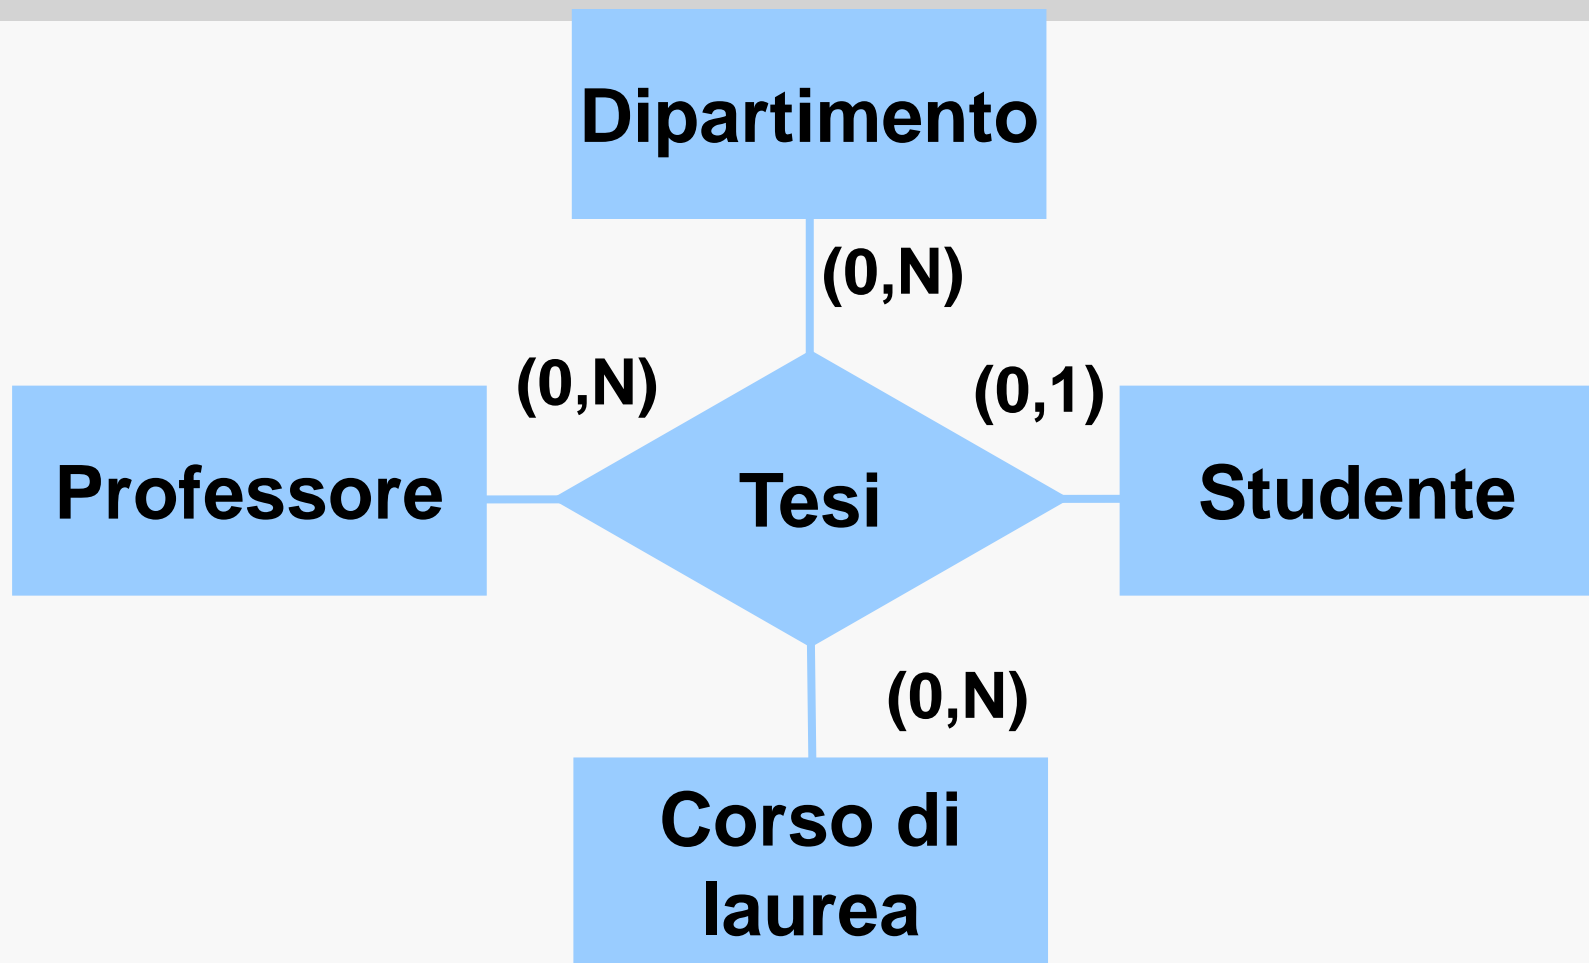 Dipartimento
(0,N)
(0,N)
(0,1)
Professore
Tesi
Studente
(0,N)
Corso di
laurea